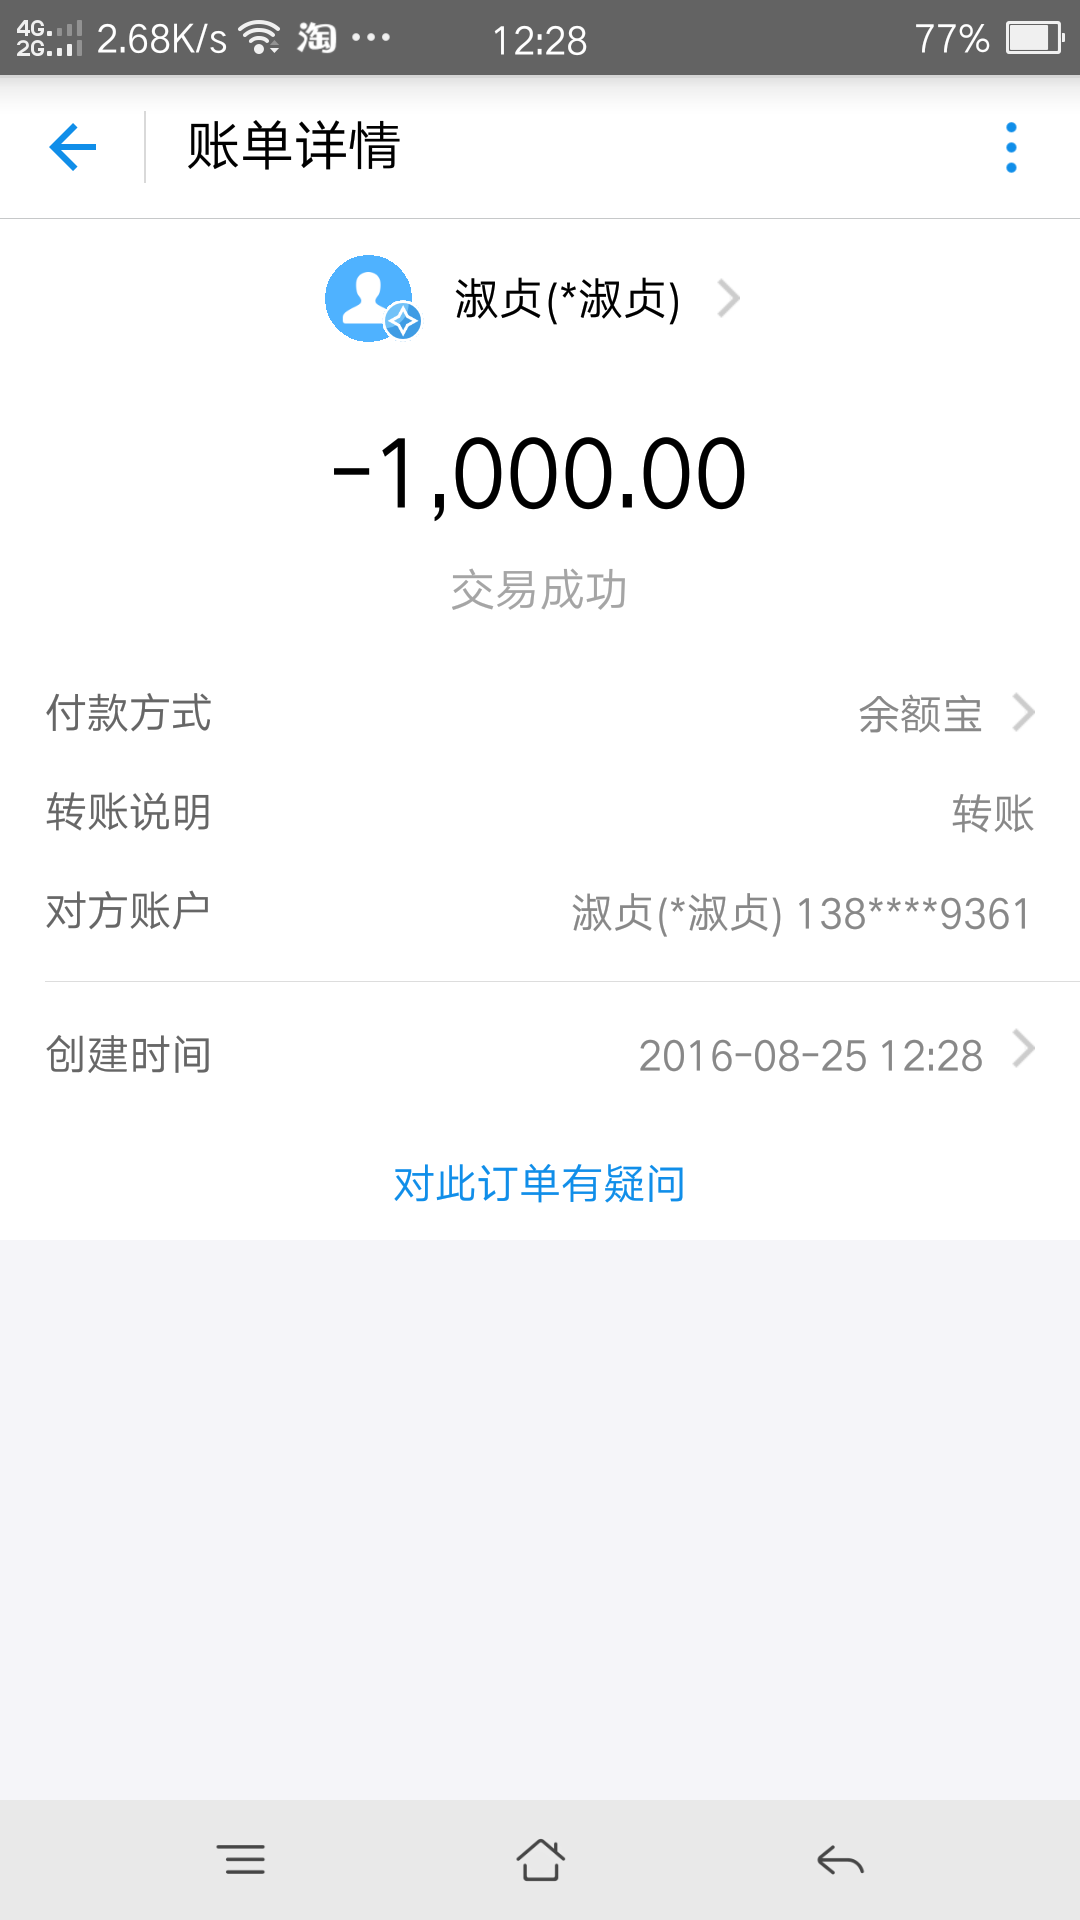 4G 2G 2.68K/s 淘 ··· 12:28 77%
账单详情
淑贞(*淑贞)
-1,000.00
交易成功
付款方式 余额宝
转账说明 转账
对方账户 淑贞(*淑贞) 138****9361
创建时间 2016-08-25 12:28
对此订单有疑问